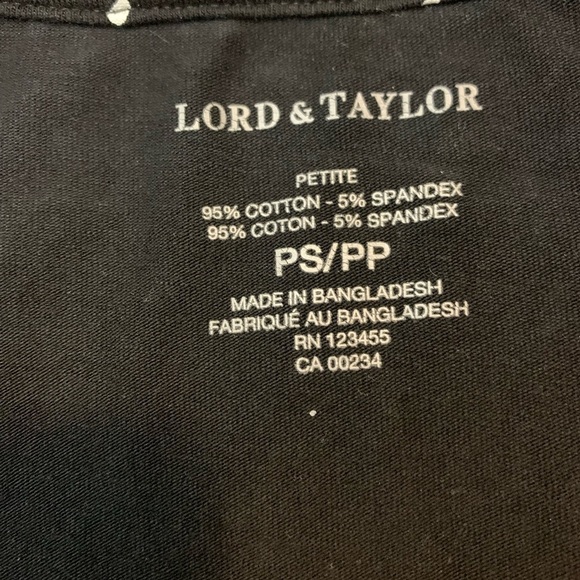 LORD & TAYLOR
PETITE
95% COTTON - 5% SPANDEX
95% COTON - 5% SPANDEX
PS/PP
MADE IN BANGLADESH
FABRIQUÉ AU BANGLADESH
RN 123455
CA 00234